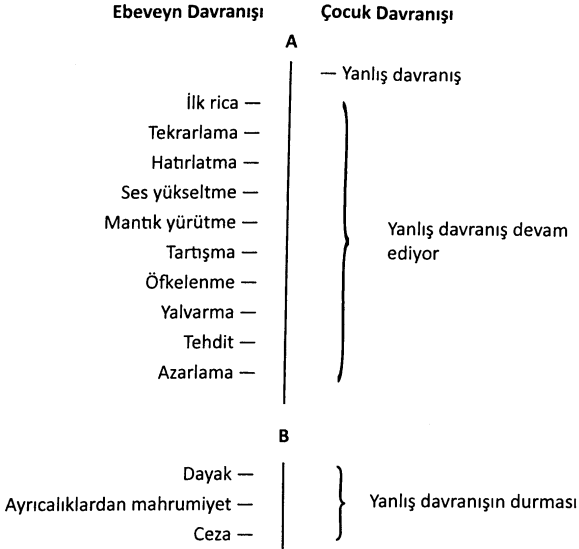 Ebeveyn Davranışı Çocuk Davranışı
A
— Yanlış davranış
İlk rica —
Tekrarlama —
Hatırlatma —
Ses yükseltme —
Mantık yürütme —
Yanlış davranış devam
Tartışma —
ediyor
Öfkelenme —
Yalvarma —
Tehdit —
Azarlama —
B
Dayak —
Ayrıcalıklardan mahrumiyet — Yanlış davranışın durması
Ceza —